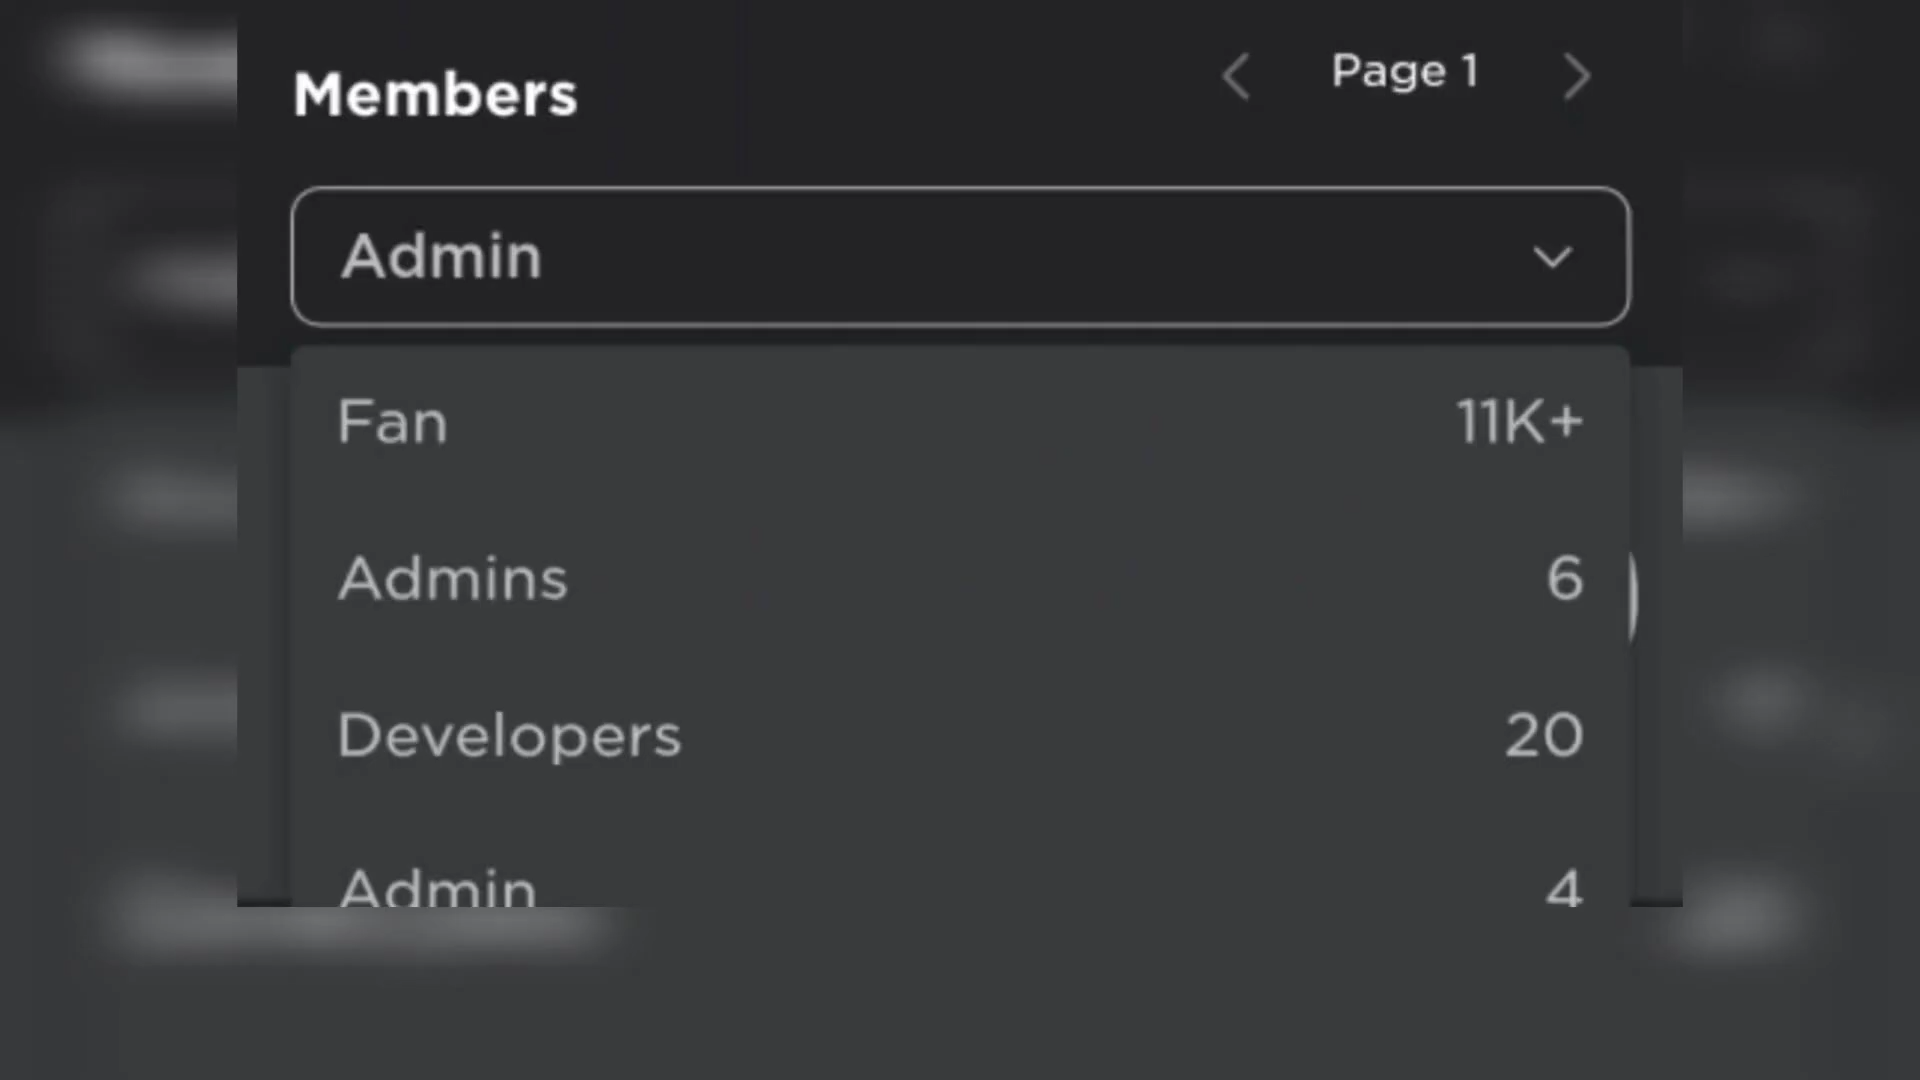 Members
Page 1
Admin
Fan 11K+
Admins 6
Developers 20
Admin 4